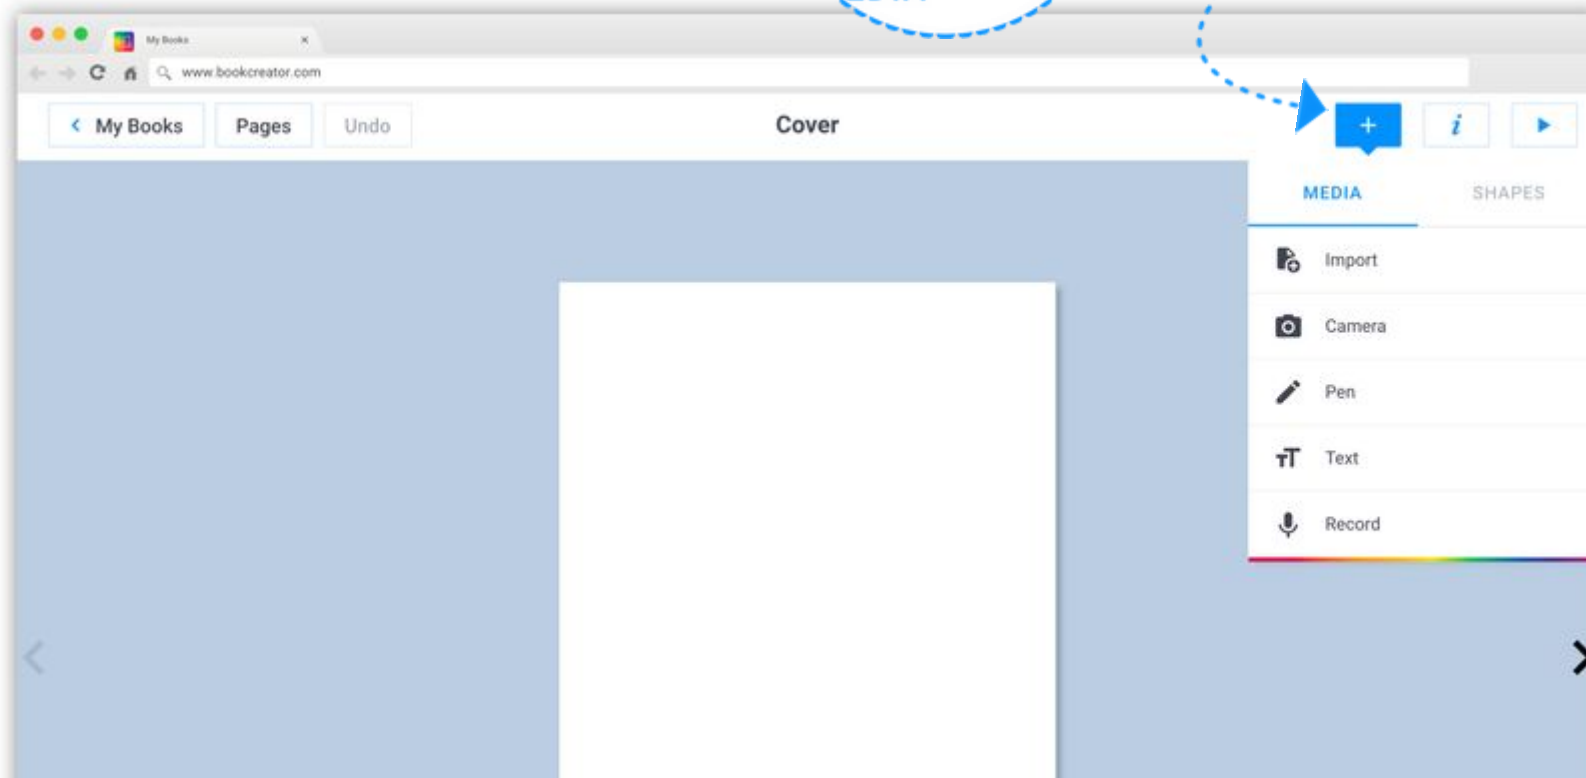 My Books
www.bookcreator.com
My Books Pages Undo Cover + i
MEDIA SHAPES
Import
Camera
Pen
Text
Record